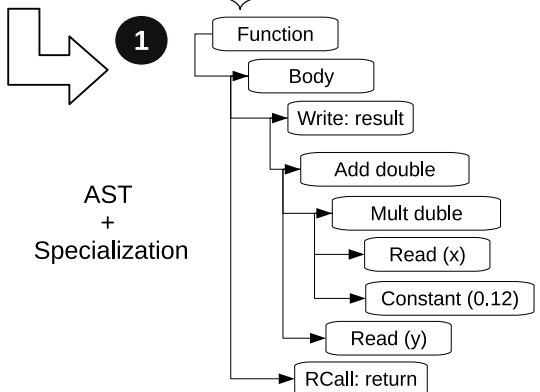 1
Function
Body
Write: result
Add double
AST
+
Specialization
Mult duble
Read (x)
Constant (0.12)
Read (y)
RCall: return